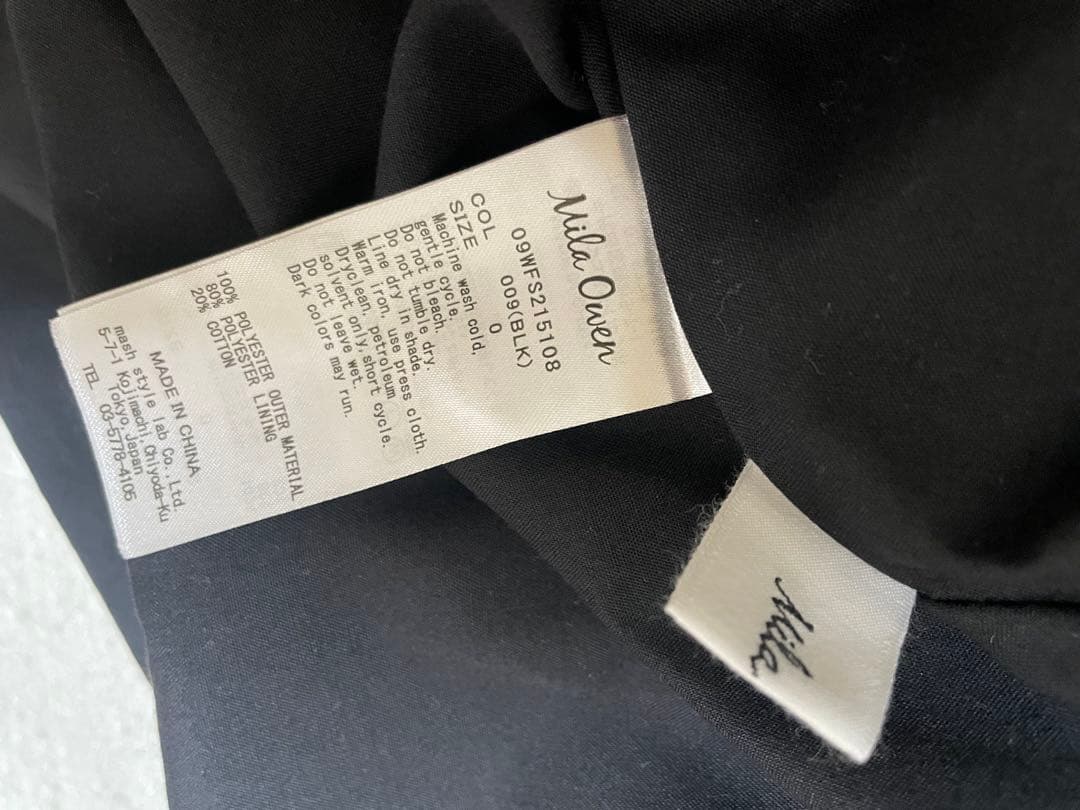 Mila Owen
09WFS215108
COL 009(BLK)
SIZE 0
Machine wash cold,
gentle cycle.
Do not bleach.
Do not tumble dry.
Line dry in shade.
Warm iron. use press cloth.
Dryclean. petroleum
solvent only,short cycle.
Do not leave wet.
Dark colors may run.
100% POLYESTER OUTER MATERIAL
80% POLYESTER LINING
20% COTTON
MADE IN CHINA
mash style lab Co.,Ltd.
5-7-1 Kojimachi,Chiyoda-Ku
Tokyo,Japan
TEL 03-5778-4106
Mila